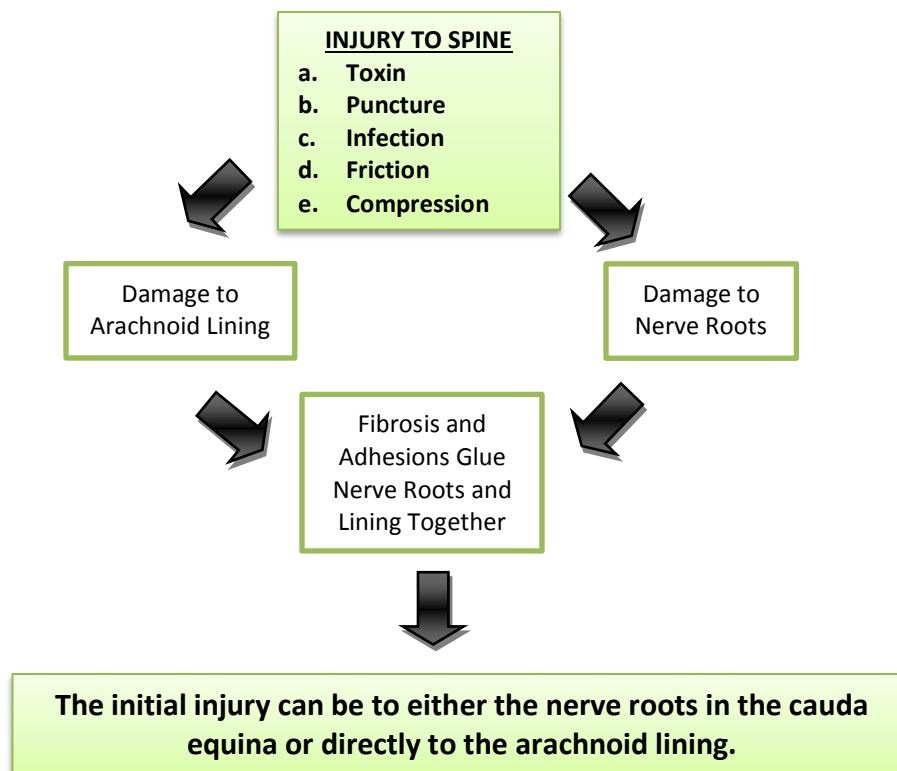 INJURY TO SPINE
a. Toxin
b. Puncture
c. Infection
d. Friction
e. Compression
Damage to
Arachnoid Lining
Damage to
Nerve Roots
Fibrosis and
Adhesions Glue
Nerve Roots and
Lining Together
The initial injury can be to either the nerve roots in the cauda
equina or directly to the arachnoid lining.